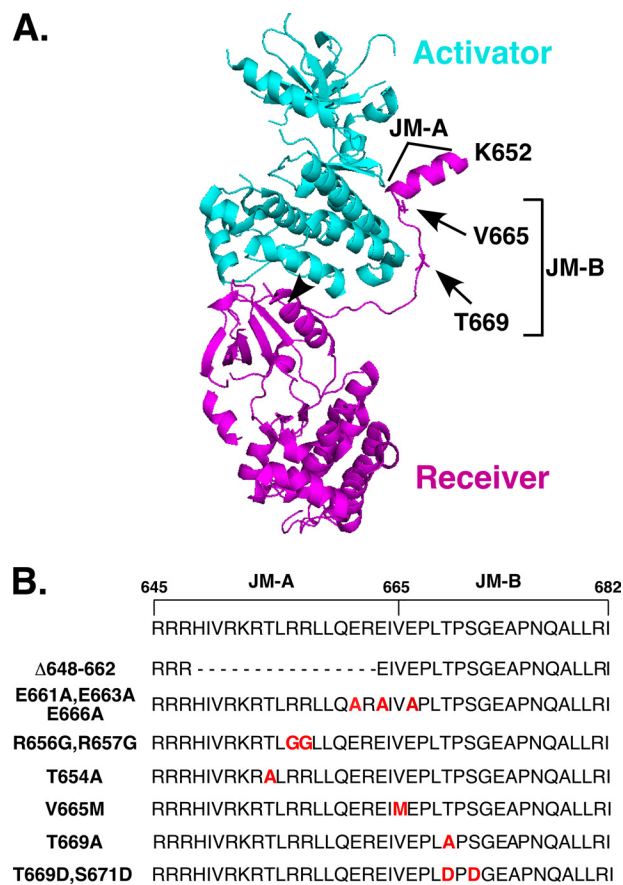 A.
Activator
JM-A
K652
V665
JM-B
T669
Receiver
B.
645 JM-A 665 JM-B 682
RRRHIVRKRTLRRLLQEREIVEPLTPSGEAPNQALLRI
Δ648-662 RRR - - - - - - - - - - - - - - - EIVEPLTPSGEAPNQALLRI
E661A,E663A
E666A RRRHIVRKRTLRRLLQARAIVAPLTPSGEAPNQALLRI
R656G,R657G RRRHIVRKRTLGGLLQEREIVEPLTPSGEAPNQALLRI
T654A RRRHIVRKRALRRLLQEREIVEPLTPSGEAPNQALLRI
V665M RRRHIVRKRTLRRLLQEREIMEPLTPSGEAPNQALLRI
T669A RRRHIVRKRTLRRLLQEREIVEPLAPSGEAPNQALLRI
T669D,S671D RRRHIVRKRTLRRLLQEREIVEPLDPDGEAPNQALLRI